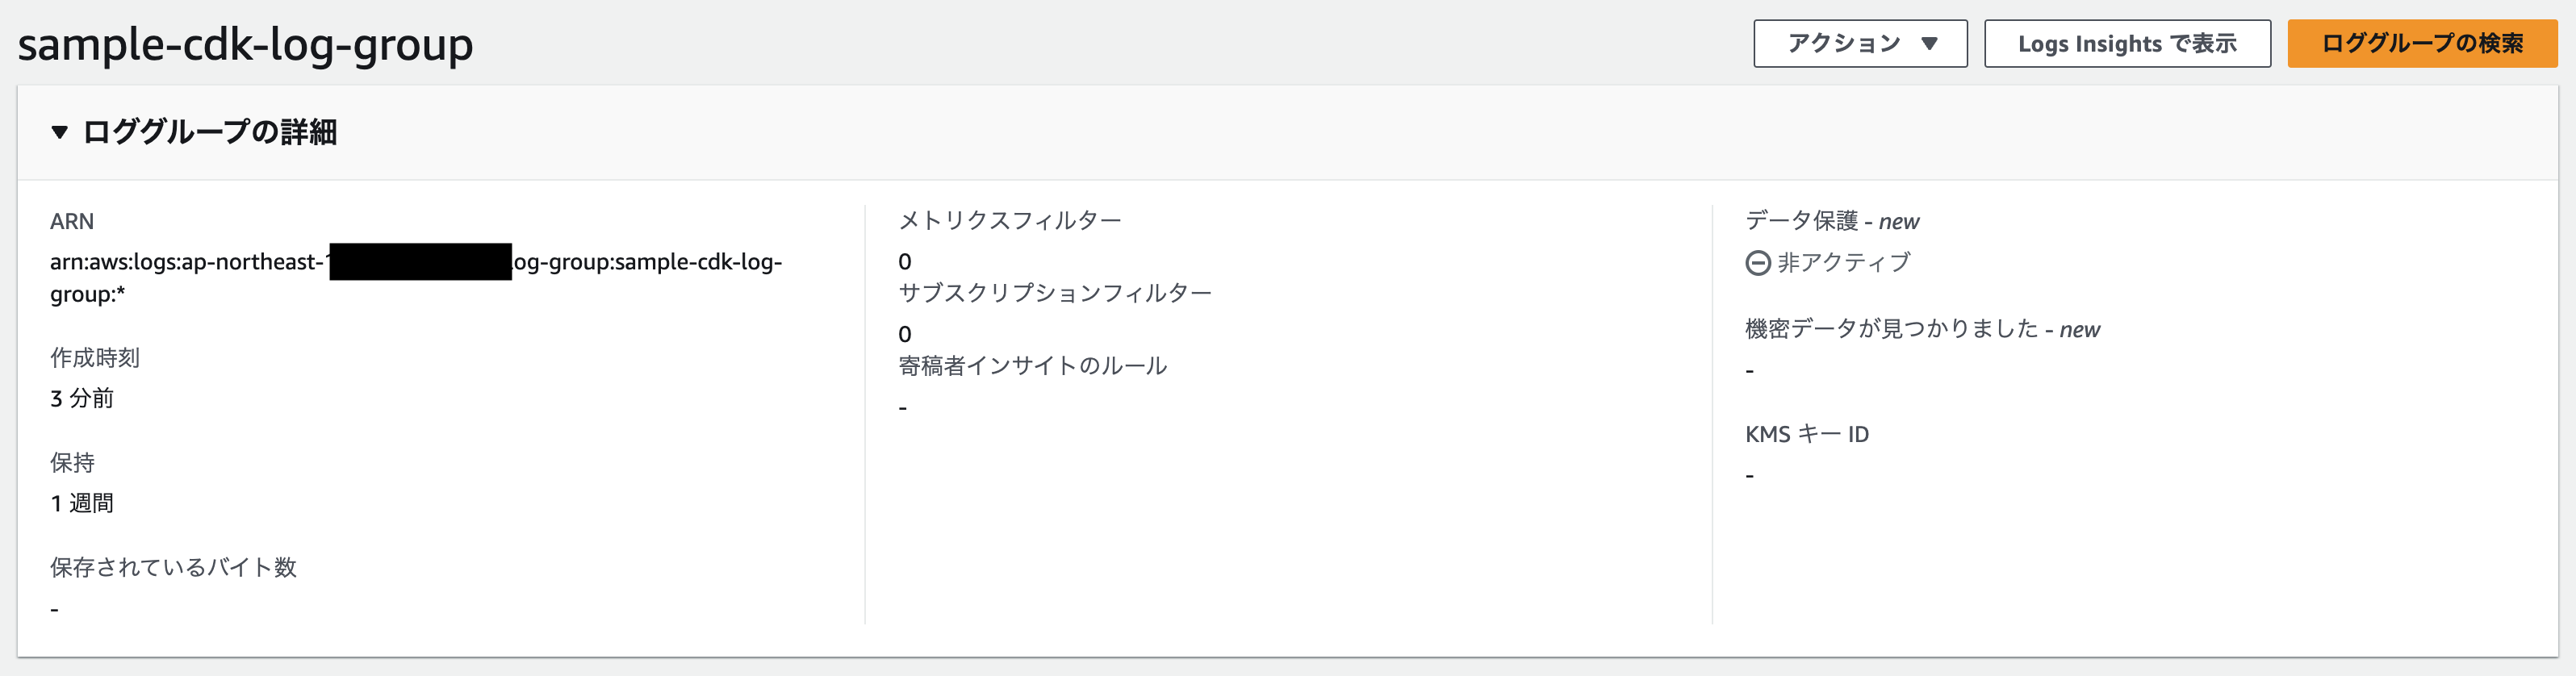 sample-cdk-log-group
アクション ▼
Logs Insights で表示
ロググループの検索
▼ ロググループの詳細
ARN
arn:aws:logs:ap-northeast- og-group:sample-cdk-log-
group:*
作成時刻
3 分前
保持
1 週間
保存されているバイト数
-
メトリクスフィルター
0
サブスクリプションフィルター
0
寄稿者インサイトのルール
-
データ保護 - new
非アクティブ
機密データが見つかりました - new
-
KMS キー ID
-